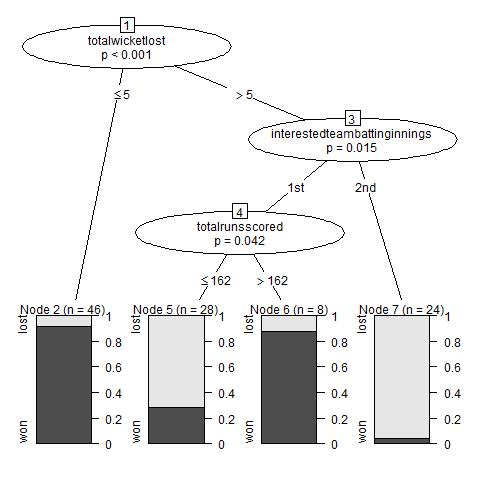 1
totalwicketlost
p < 0.001
≤5
> 5
3
interestedteambattinginnings
p = 0.015
1st
2nd
4
totalrunsscored
p = 0.042
≤162
> 162
Node 2 (n = 46)
lost
won
1
0.8
0.6
0.4
0.2
0
Node 5 (n = 28)
lost
won
1
0.8
0.6
0.4
0.2
0
Node 6 (n = 8)
lost
won
1
0.8
0.6
0.4
0.2
0
Node 7 (n = 24)
lost
won
1
0.8
0.6
0.4
0.2
0